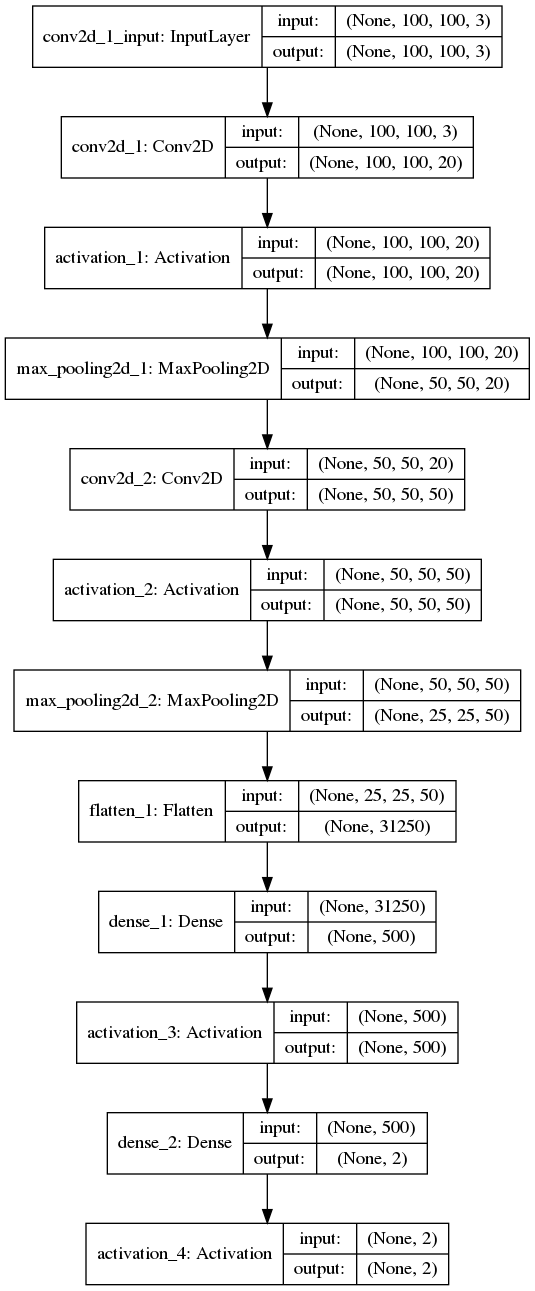 conv2d_1_input: InputLayer
input: (None, 100, 100, 3)
output: (None, 100, 100, 3)
conv2d_1: Conv2D
input: (None, 100, 100, 3)
output: (None, 100, 100, 20)
activation_1: Activation
input: (None, 100, 100, 20)
output: (None, 100, 100, 20)
max_pooling2d_1: MaxPooling2D
input: (None, 100, 100, 20)
output: (None, 50, 50, 20)
conv2d_2: Conv2D
input: (None, 50, 50, 20)
output: (None, 50, 50, 50)
activation_2: Activation
input: (None, 50, 50, 50)
output: (None, 50, 50, 50)
max_pooling2d_2: MaxPooling2D
input: (None, 50, 50, 50)
output: (None, 25, 25, 50)
flatten_1: Flatten
input: (None, 25, 25, 50)
output: (None, 31250)
dense_1: Dense
input: (None, 31250)
output: (None, 500)
activation_3: Activation
input: (None, 500)
output: (None, 500)
dense_2: Dense
input: (None, 500)
output: (None, 2)
activation_4: Activation
input: (None, 2)
output: (None, 2)